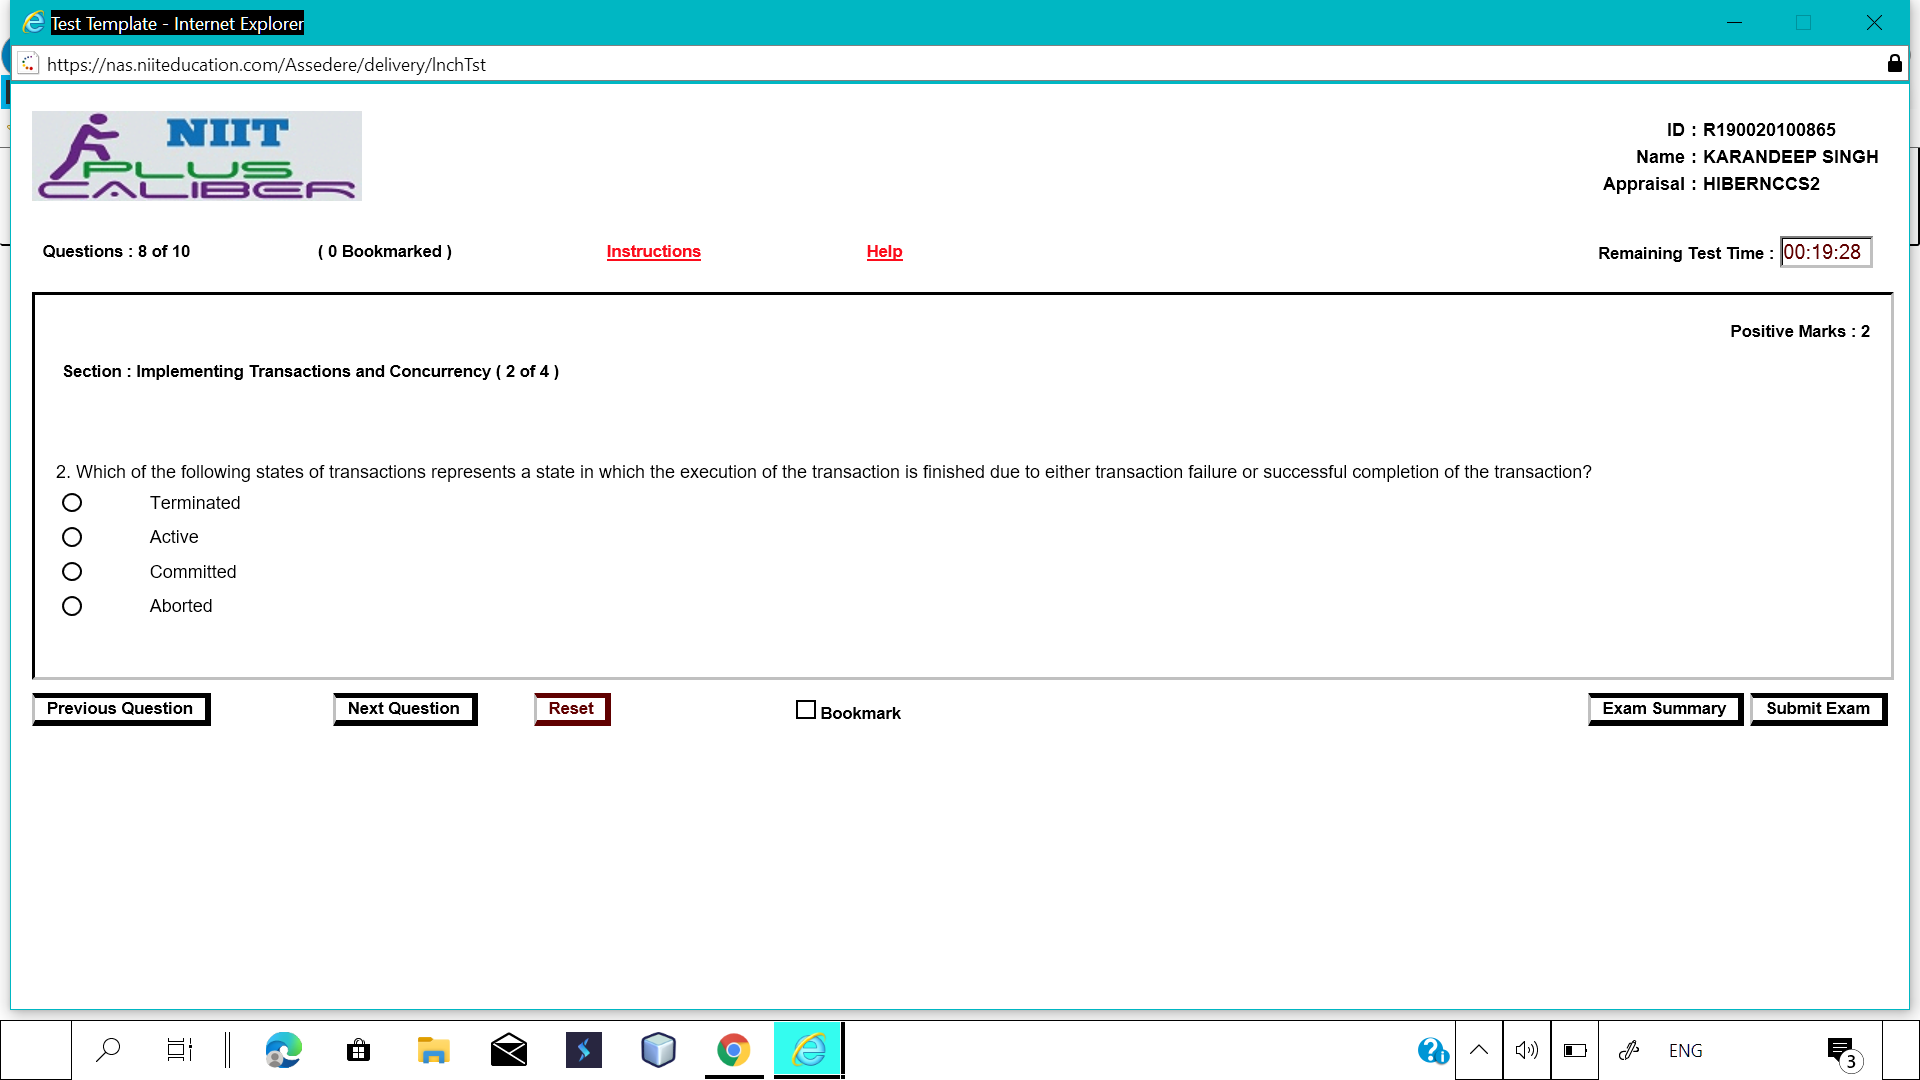 Test Template - Internet Explorer
https://nas.niiteducation.com/Assedere/delivery/lnchTst
NIIT
PLUS
CALIBER
ID : R190020100865
Name : KARANDEEP SINGH
Appraisal : HIBERNCCS2
Questions : 8 of 10 ( 0 Bookmarked ) Instructions Help Remaining Test Time : 00:19:28
Positive Marks : 2
Section : Implementing Transactions and Concurrency ( 2 of 4 )
2. Which of the following states of transactions represents a state in which the execution of the transaction is finished due to either transaction failure or successful completion of the transaction?
Terminated
Active
Committed
Aborted
Previous Question Next Question Reset Bookmark Exam Summary Submit Exam
ENG 3